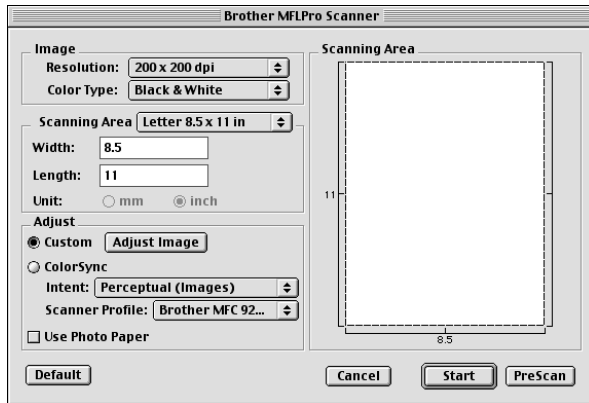 Brother MFLPro Scanner
Image
Resolution: 200 x 200 dpi
Color Type: Black & White
Scanning Area Letter 8.5 x 11 in
Width: 8.5
Length: 11
Unit: mm inch
Adjust
Custom Adjust Image
ColorSync
Intent: Perceptual (Images)
Scanner Profile: Brother MFC 92...
Use Photo Paper
Default
Scanning Area
11
8.5
Cancel Start PreScan